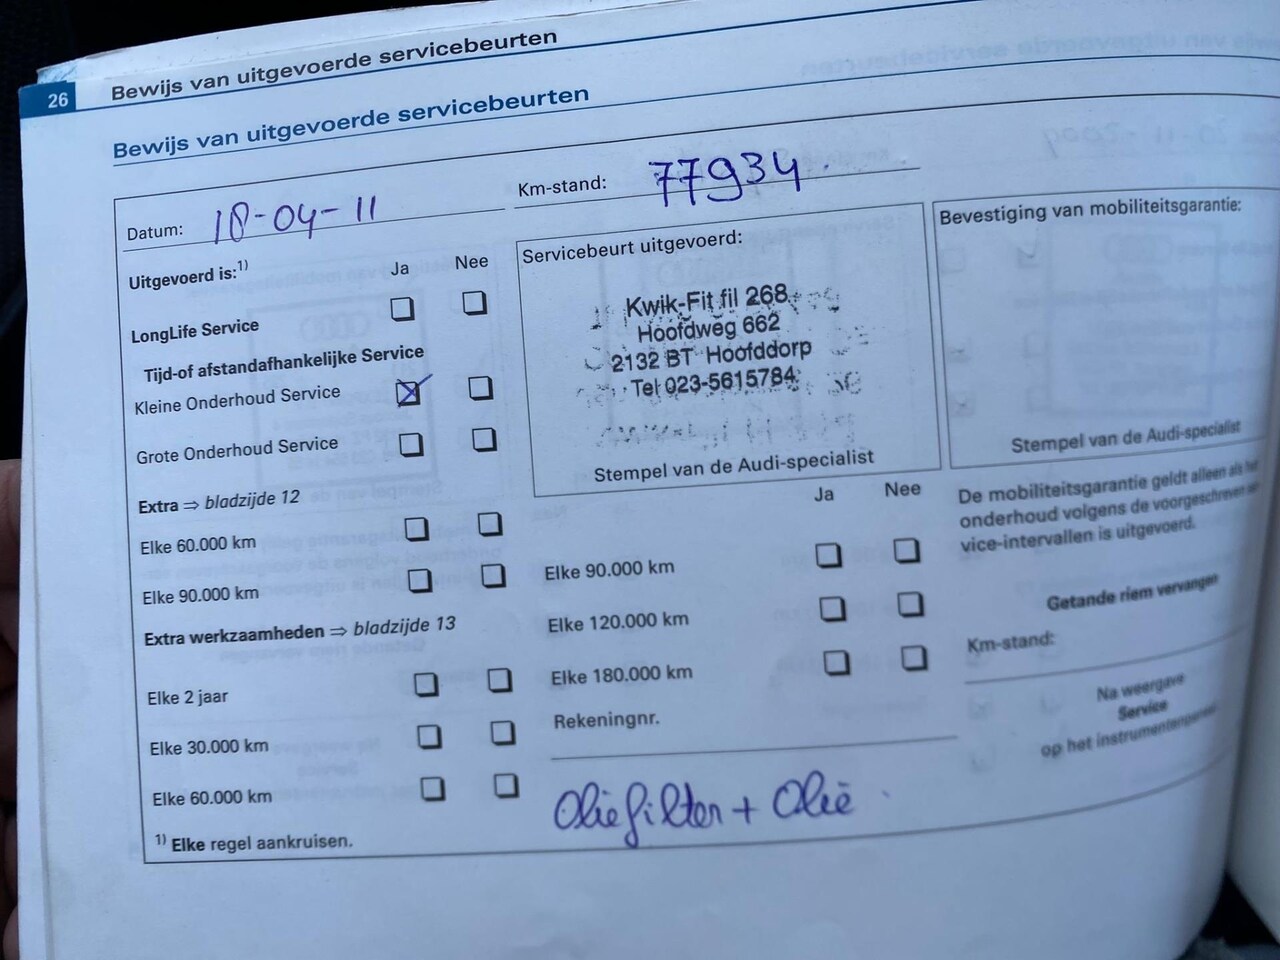 26
Bewijs van uitgevoerde servicebeurten
Bewijs van uitgevoerde servicebeurten
Datum: 18-04-11
Km-stand: 77934
Uitgevoerd is:1)
Ja Nee
LongLife Service
Tijd-of afstandafhankelijke Service
Kleine Onderhoud Service
Grote Onderhoud Service
Extra ⇒ bladzijde 12
Elke 60.000 km
Elke 90.000 km
Extra werkzaamheden ⇒ bladzijde 13
Elke 2 jaar
Elke 30.000 km
Elke 60.000 km
1) Elke regel aankruisen.
Servicebeurt uitgevoerd:
Kwik-Fit fil 268
Hoofdweg 662
2132 BT Hoofddorp
Tel 023-5615784
Stempel van de Audi-specialist
Ja Nee
Elke 90.000 km
Elke 120.000 km
Elke 180.000 km
Rekeningnr.
Oliefilter + Olie
Bevestiging van mobiliteitsgarantie:
Stempel van de Audi-specialist
De mobiliteitsgarantie geldt alleen als het
onderhoud volgens de voorgeschreven
vice-intervallen is uitgevoerd.
Getande riem vervangen
Km-stand:
Na weergave
Service
op het instrumentenpaneel